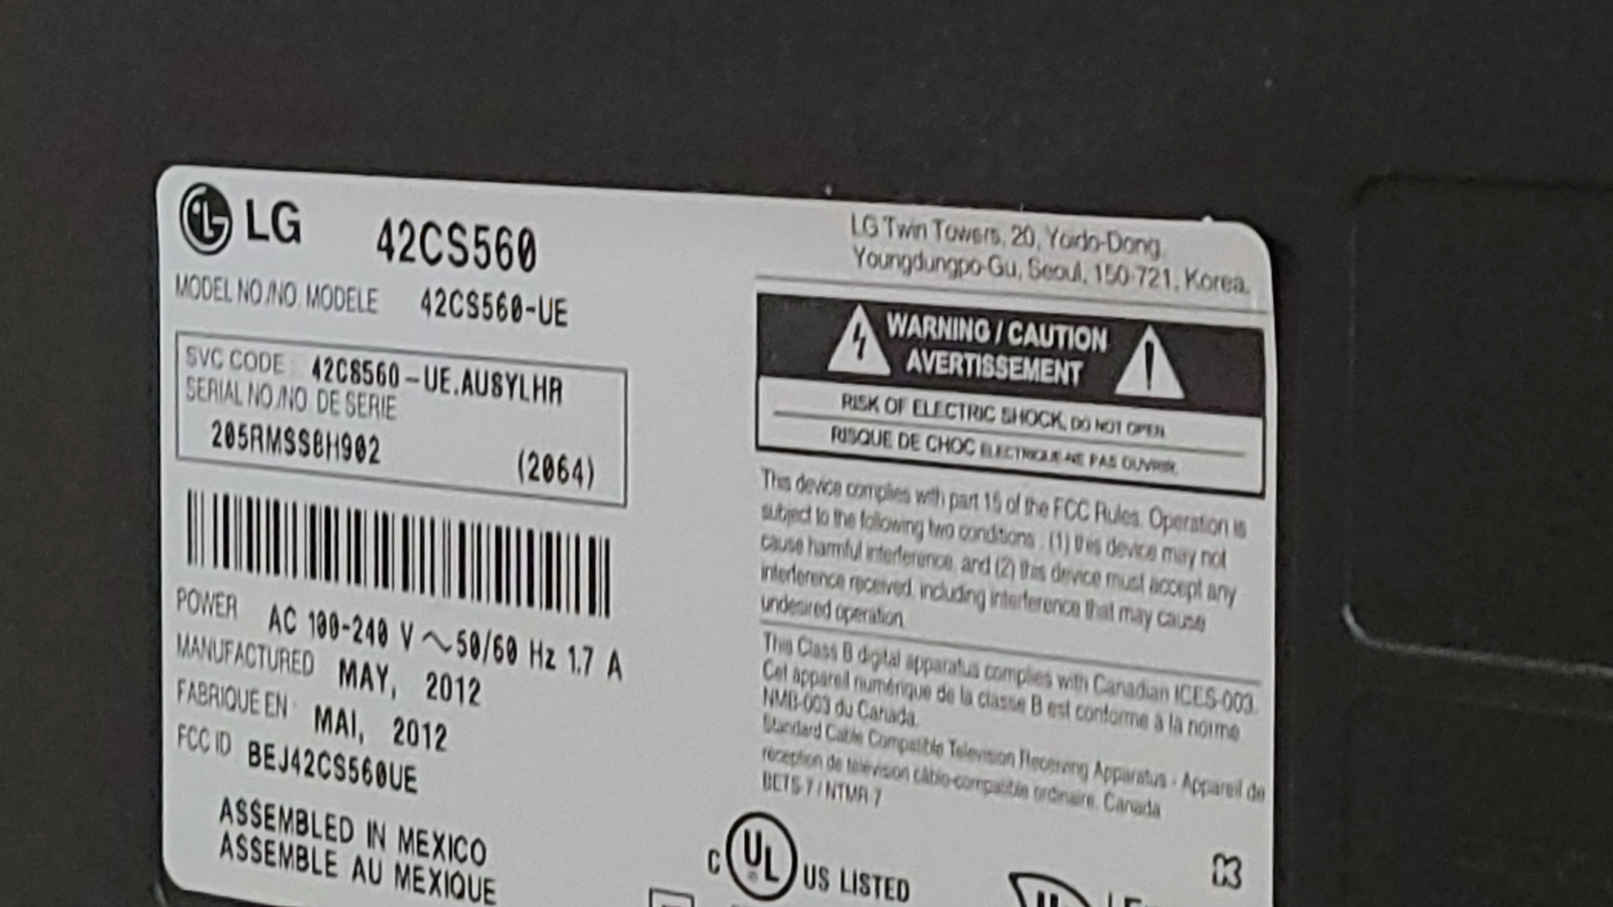 LG 42CS560
MODEL NO./NO. MODELE 42CS560-UE
SVC CODE 42CS560-UE.AUSYLHR
SERIAL NO./NO. DE SERIE
205RMSS8H902 (2064)
POWER AC 100-240 V ~ 50/60 Hz 1.7 A
MANUFACTURED MAY, 2012
FABRIQUE EN MAI, 2012
FCC ID BEJ42CS560UE
ASSEMBLED IN MEXICO
ASSEMBLE AU MEXIQUE
LG Twin Towers, 20, Yoido-Dong,
Youngdungpo-Gu, Seoul, 150-721, Korea.
WARNING / CAUTION
AVERTISSEMENT
RISK OF ELECTRIC SHOCK, DO NOT OPEN.
RISQUE DE CHOC ELECTRIQUE-NE PAS OUVRIR.
This device complies with part 15 of the FCC Rules. Operation is
subject to the following two conditions : (1) this device may not
cause harmful interference, and (2) this device must accept any
interference received, including interference that may cause
undesired operation.
This Class B digital apparatus complies with Canadian ICES-003.
Cet appareil numérique de la classe B est conforme à la norme
NMB-003 du Canada.
Standard Cable Compatible Television Receiving Apparatus - Appareil de
réception de télévision câblo-compatible ordinaire, Canada
BETS-7 / NTMR-7
C UL US LISTED